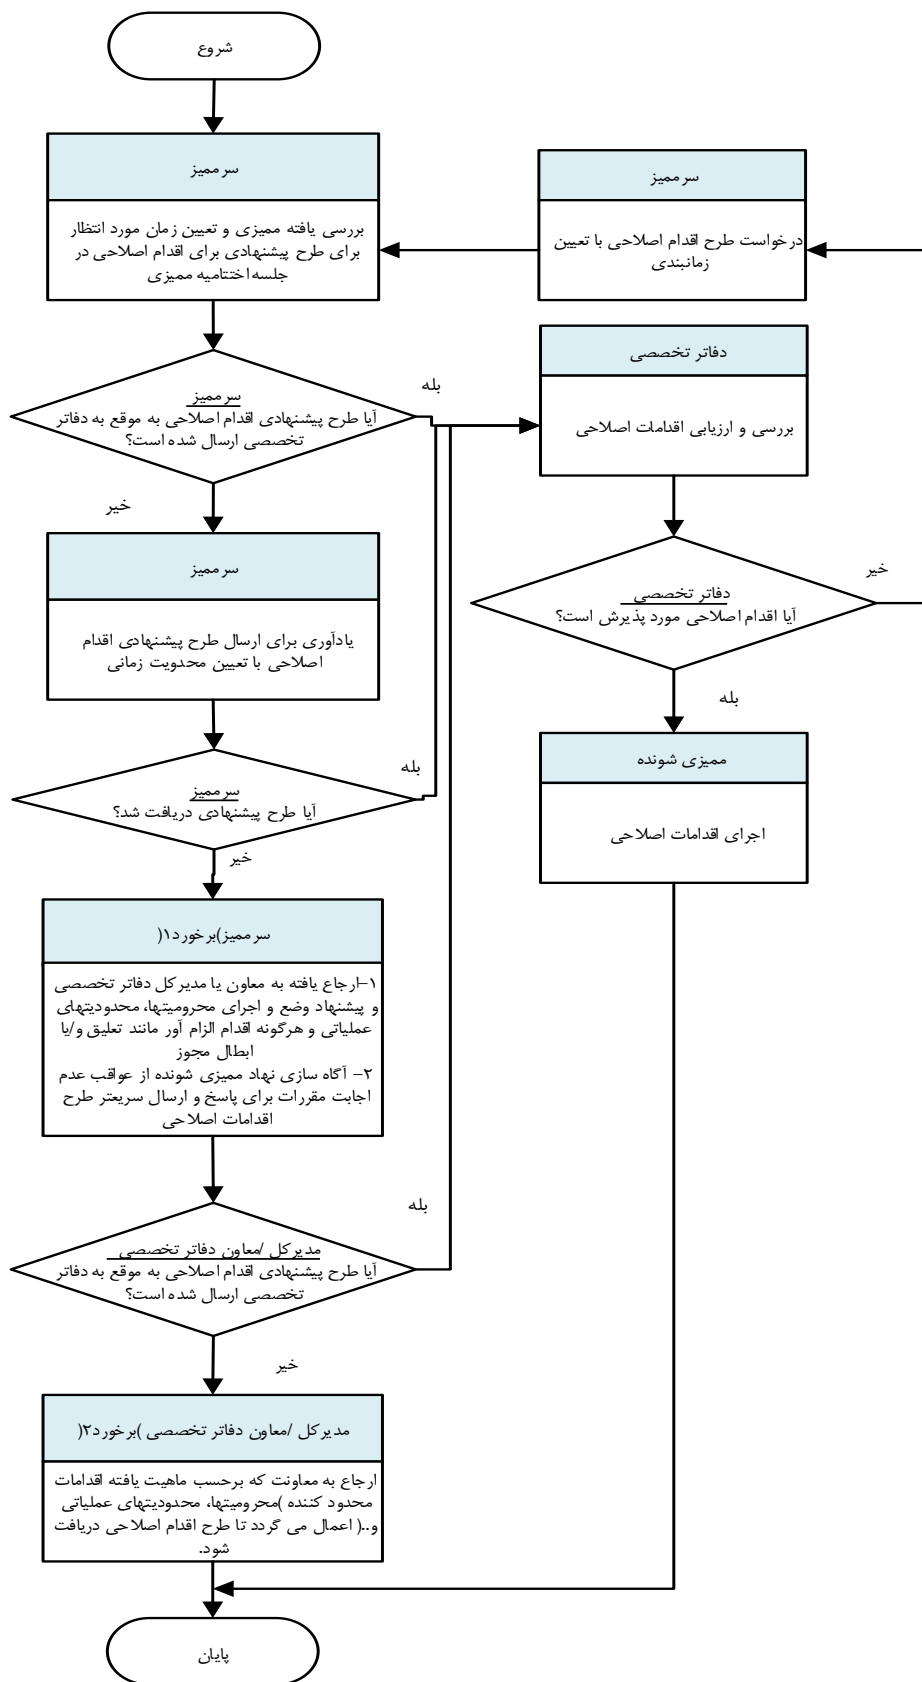 شروع
سرممیز
بررسی یافته ممیزی و تعیین زمان مورد انتظار
برای طرح پیشنهادی برای اقدام اصلاحی در
جلسه اختتامیه ممیزی
سرممیز
درخواست طرح اقدام اصلاحی با تعیین
زمانبندی
سرممیز
آیا طرح پیشنهادی اقدام اصلاحی به موقع به دفاتر
تخصصی ارسال شده است؟
بله
خیر
دفاتر تخصصی
بررسی و ارزیابی اقدامات اصلاحی
سرممیز
یادآوری برای ارسال طرح پیشنهادی اقدام
اصلاحی با تعیین محدویت زمانی
دفاتر تخصصی
آیا اقدام اصلاحی مورد پذیرش است؟
خیر
بله
سرممیز
آیا طرح پیشنهادی دریافت شد؟
بله
خیر
ممیزی شونده
اجرای اقدامات اصلاحی
سرممیز)برخورد۱(
۱-ارجاع یافته به معاون یا مدیرکل دفاتر تخصصی
و پیشنهاد وضع و اجرای محرومیتها، محدودیتهای
عملیاتی و هرگونه اقدام الزام آور مانند تعلیق و/یا
ابطال مجوز
۲- آگاه سازی نهاد ممیزی شونده از عواقب عدم
اجابت مقررات برای پاسخ و ارسال سریعتر طرح
اقدامات اصلاحی
مدیرکل /معاون دفاتر تخصصی
آیا طرح پیشنهادی اقدام اصلاحی به موقع به دفاتر
تخصصی ارسال شده است؟
بله
خیر
مدیرکل /معاون دفاتر تخصصی )برخورد۲(
ارجاع به معاونت که برحسب ماهیت یافته اقدامات
محدود کننده )محرومیتها، محدودیتهای عملیاتی
و..( اعمال می گردد تا طرح اقدام اصلاحی دریافت
شود.
پایان